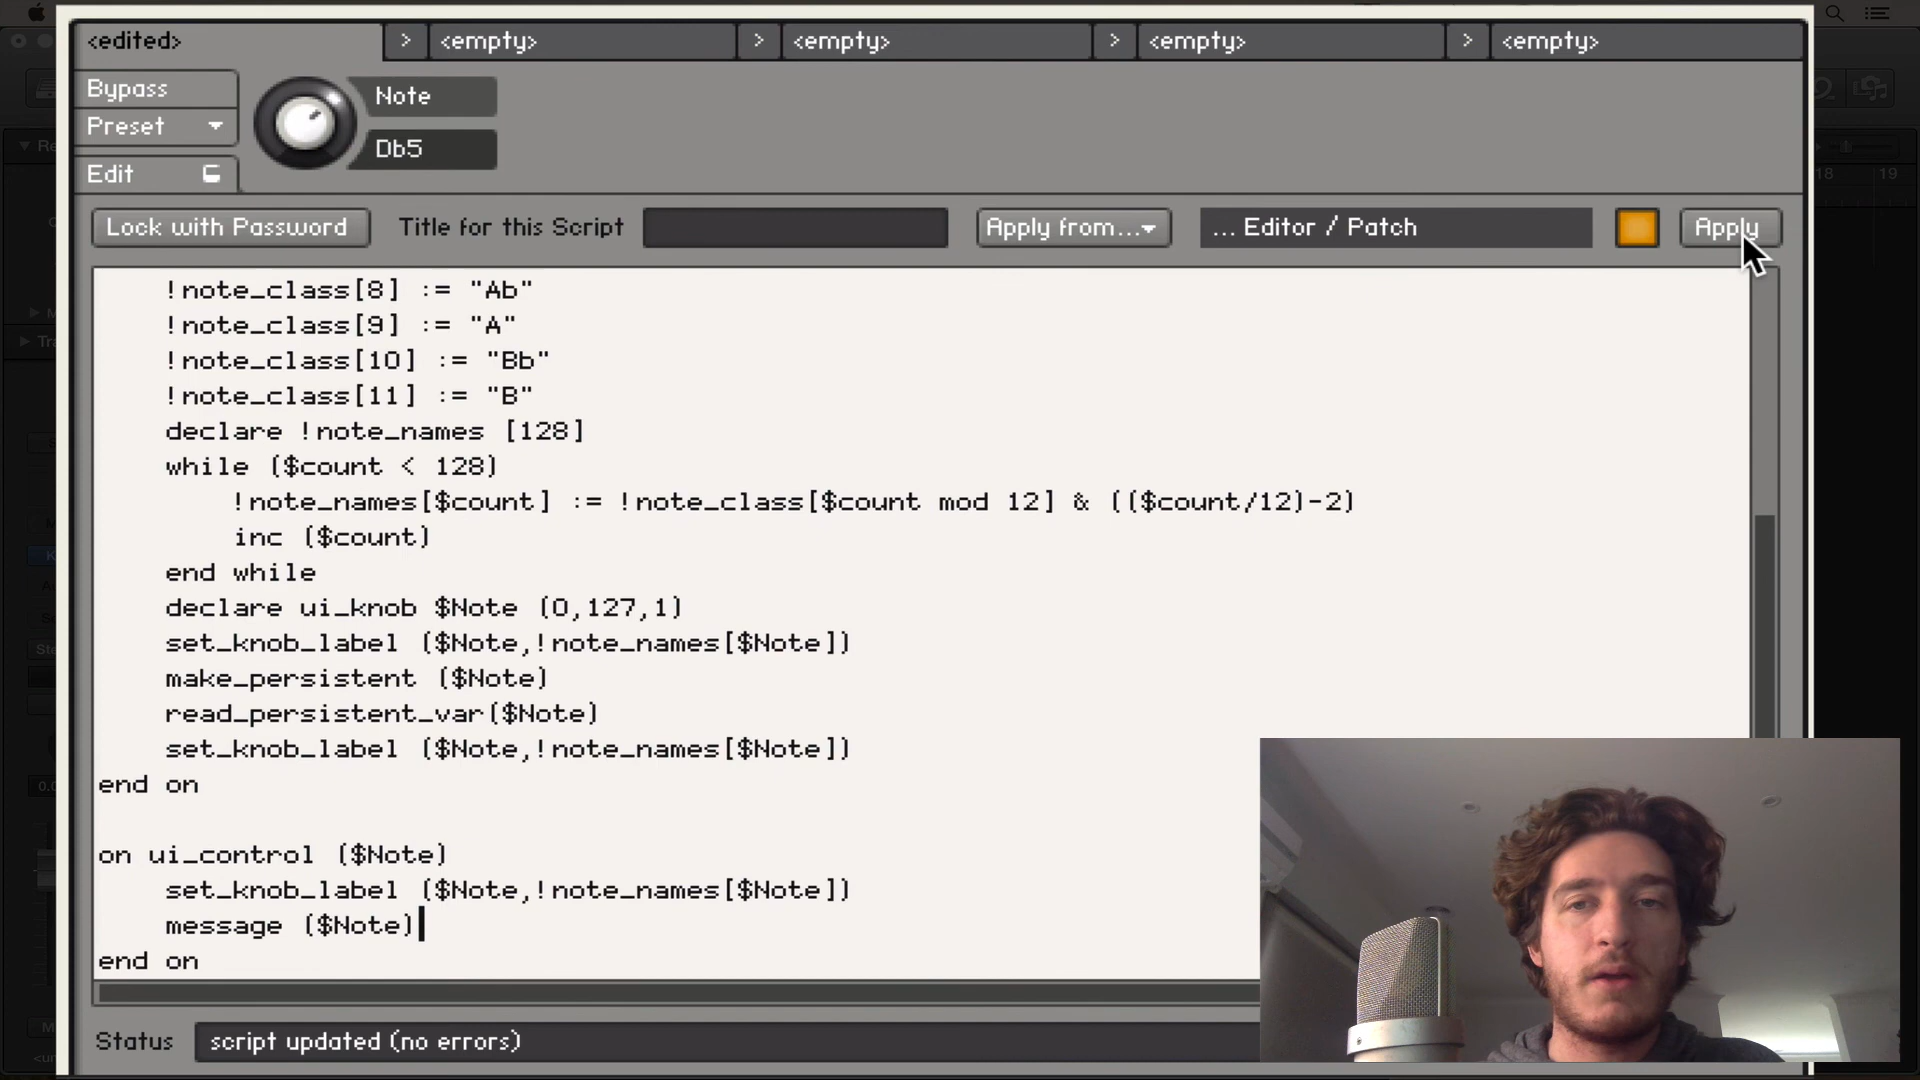 <edited>
> <empty>
> <empty>
> <empty>
> <empty>
Bypass
Preset
Edit
Note
Db5
Lock with Password
Title for this Script
Apply from...
... Editor / Patch
Apply
!note_class[8] := "Ab"
!note_class[9] := "A"
!note_class[10] := "Bb"
!note_class[11] := "B"
declare !note_names [128]
while ($count < 128)
!note_names[$count] := !note_class[$count mod 12] & (($count/12)-2)
inc ($count)
end while
declare ui_knob $Note (0,127,1)
set_knob_label ($Note,!note_names[$Note])
make_persistent ($Note)
read_persistent_var($Note)
set_knob_label ($Note,!note_names[$Note])
end on
on ui_control ($Note)
set_knob_label ($Note,!note_names[$Note])
message ($Note)
end on
Status
script updated (no errors)
18
19